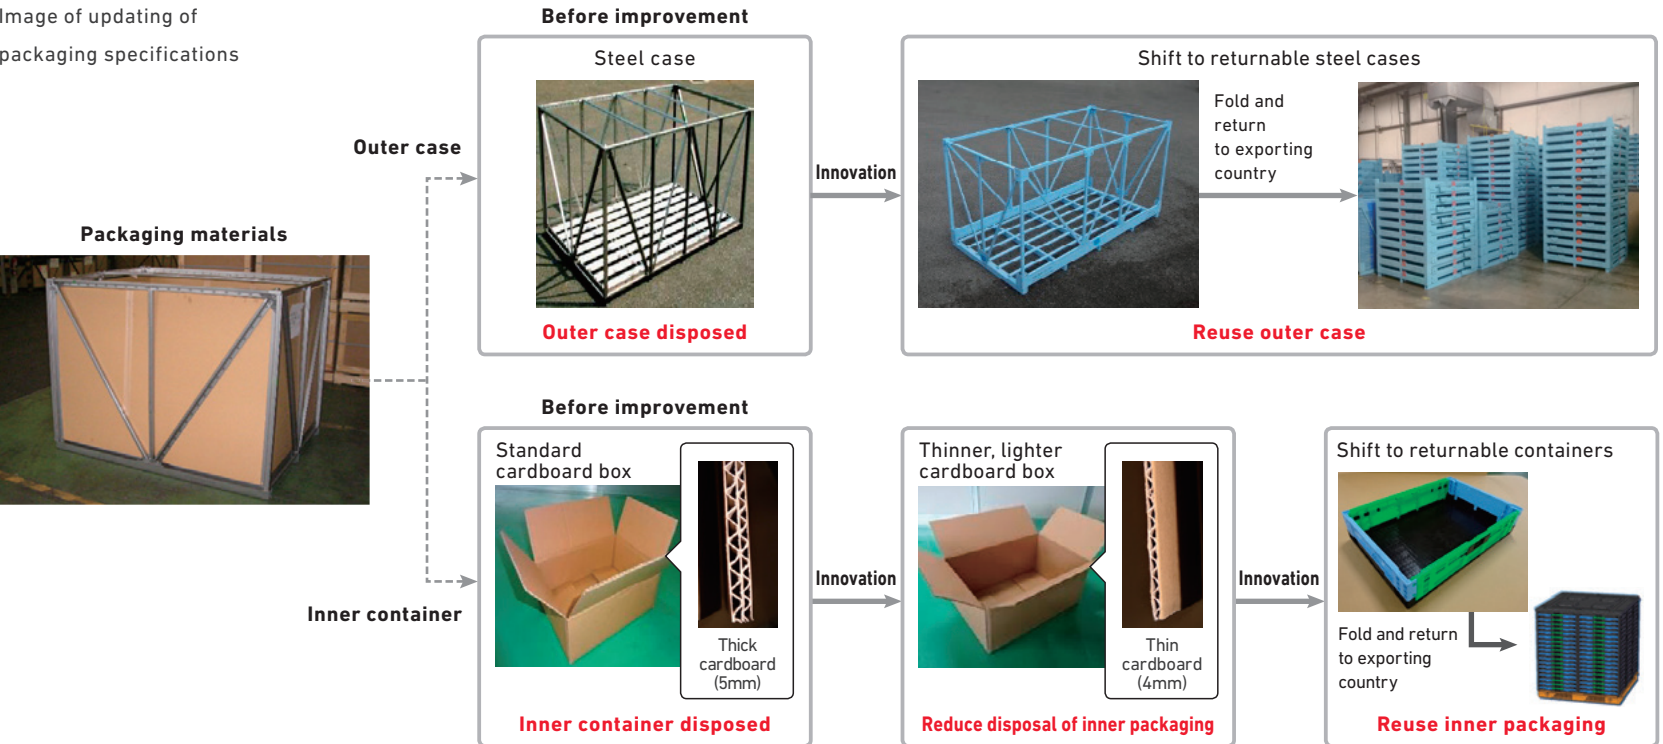 Image of updating of
packaging specifications
Packaging materials
Outer case
Before improvement
Steel case
Outer case disposed
Innovation
Shift to returnable steel cases
Fold and
return
to exporting
country
Reuse outer case
Inner container
Before improvement
Standard
cardboard box
Thick
cardboard
(5mm)
Inner container disposed
Innovation
Thinner, lighter
cardboard box
Thin
cardboard
(4mm)
Reduce disposal of inner packaging
Innovation
Shift to returnable containers
Fold and return
to exporting
country
Reuse inner packaging